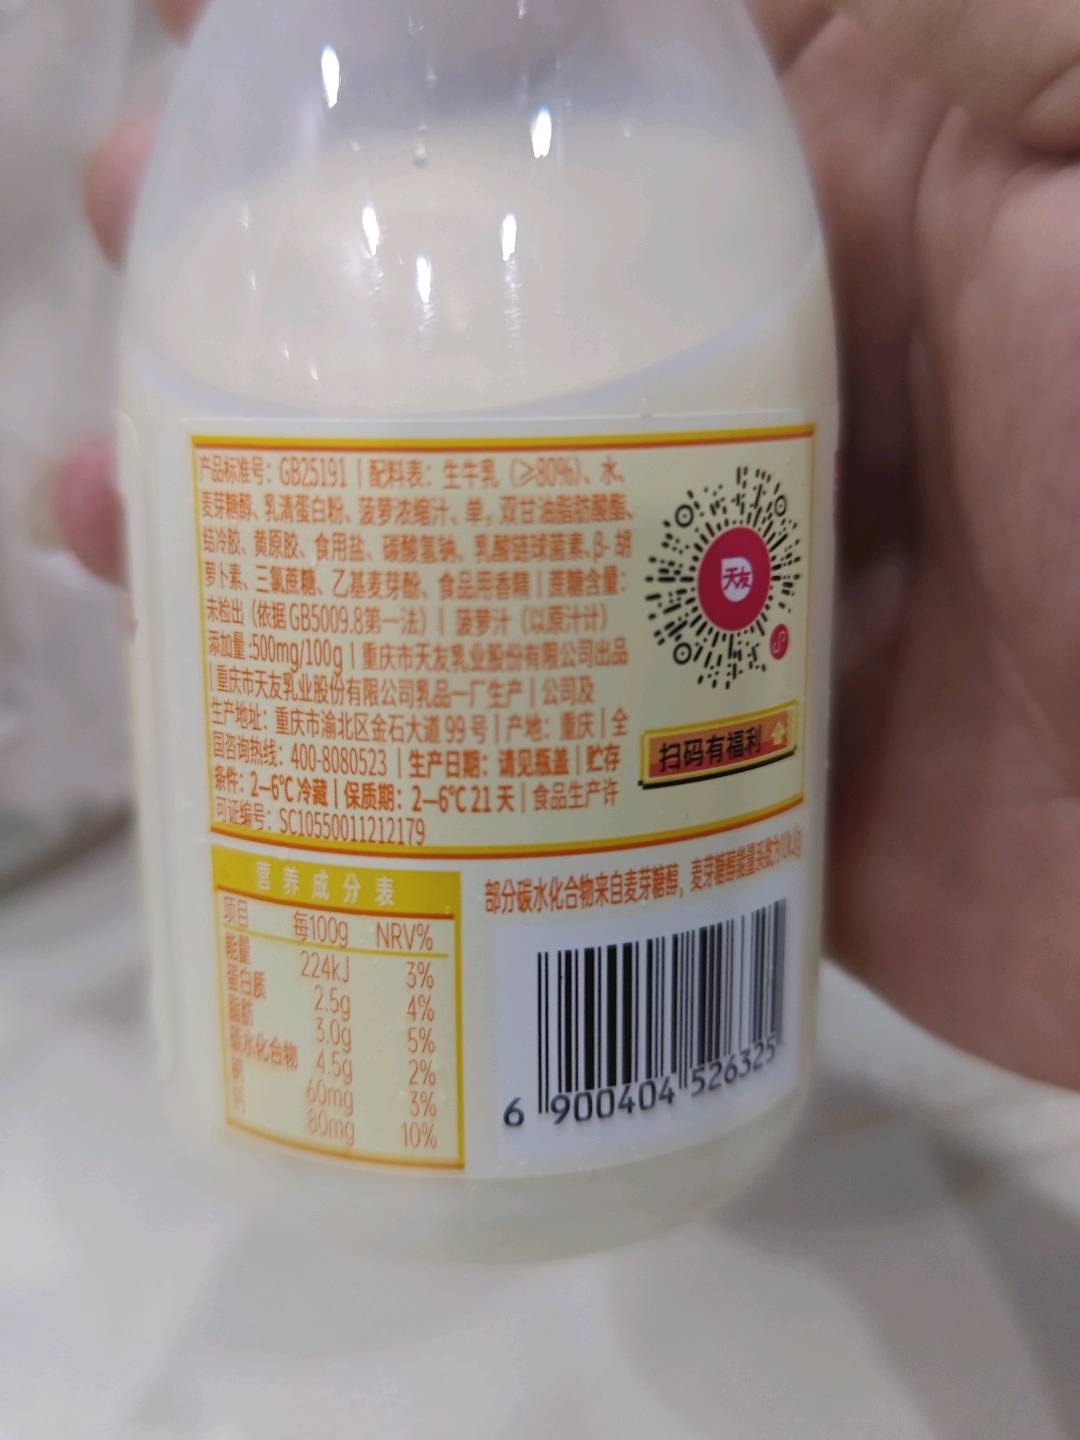 产品标准号：GB25191 | 配料表：生牛乳（≥80%）、水、
麦芽糖醇、乳清蛋白粉、菠萝浓缩汁、单，双甘油脂肪酸酯、
结冷胶、黄原胶、食用盐、碳酸氢钠、乳酸链球菌素、β-胡
萝卜素、三氯蔗糖、乙基麦芽酚、食品用香精 | 蔗糖含量：
未检出（依据GB5009.8第一法） | 菠萝汁（以原汁计）
添加量:500mg/100g | 重庆市天友乳业股份有限公司出品
| 重庆市天友乳业股份有限公司乳品一厂生产 | 公司及
生产地址：重庆市渝北区金石大道99号 | 产地：重庆 | 全
国咨询热线：400-8080523 | 生产日期：请见瓶盖 | 贮存
条件：2—6℃冷藏 | 保质期：2—6℃21天 | 食品生产许
可证编号：SC10550011212179
天友
扫码有福利
部分碳水化合物来自麦芽糖醇，麦芽糖醇能量系数为10kJ/g
营养成分表
项目 每100g NRV%
能量 224kJ 3%
蛋白质 2.5g 4%
脂肪 3.0g 5%
碳水化合物 4.5g 2%
钠 60mg 3%
钙 80mg 10%
6 900404 526325